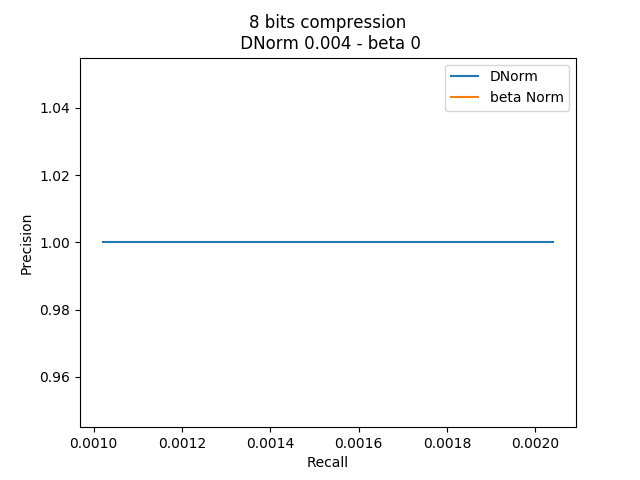 8 bits compression
DNorm 0.004 - beta 0
DNorm
beta Norm
1.04
1.02
1.00
0.98
0.96
Precision
0.0010 0.0012 0.0014 0.0016 0.0018 0.0020
Recall